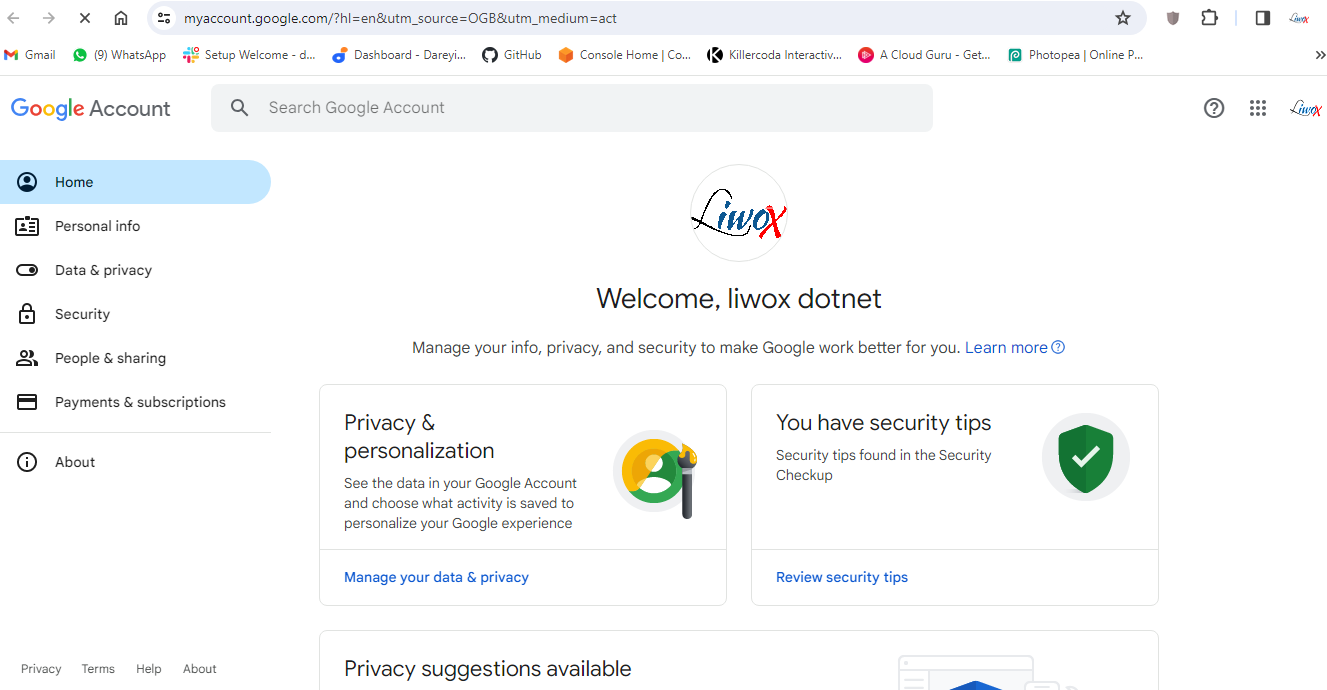 myaccount.google.com/?hl=en&utm_source=OGB&utm_medium=act
Liwox
Gmail
(9) WhatsApp
Setup Welcome - d...
Dashboard - Dareyi...
GitHub
Console Home | Co...
Killercoda Interactiv...
A Cloud Guru - Get...
Photopea | Online P...
»
Google Account
Search Google Account
Liwox
Home
Personal info
Data & privacy
Security
People & sharing
Payments & subscriptions
About
Liwox
Welcome, liwox dotnet
Manage your info, privacy, and security to make Google work better for you. Learn more
Privacy &
personalization
See the data in your Google Account
and choose what activity is saved to
personalize your Google experience
Manage your data & privacy
You have security tips
Security tips found in the Security
Checkup
Review security tips
Privacy suggestions available
Privacy
Terms
Help
About